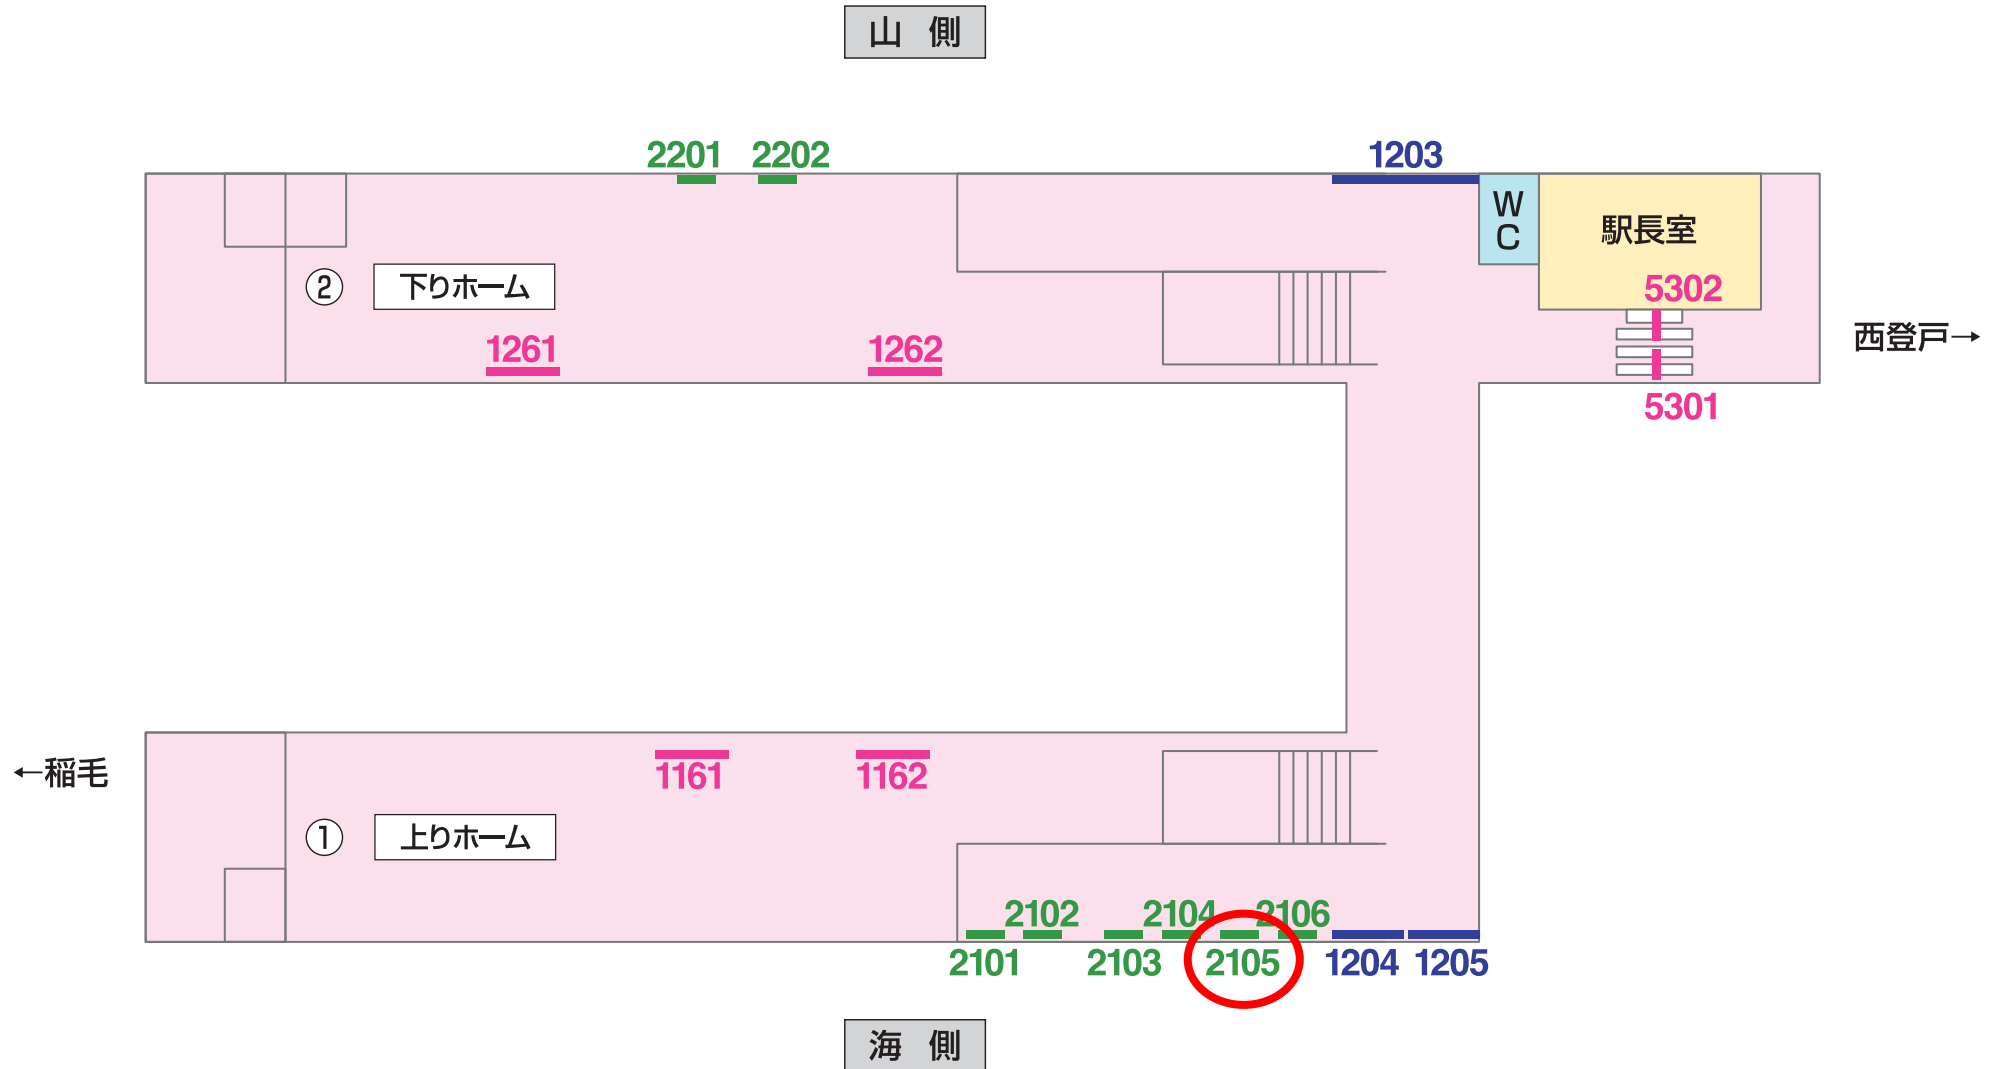 山 側
2201 2202 1203
WC
駅長室
② 下りホーム
5302
1261 1262
西登戸→
5301
←稲毛
1161 1162
① 上りホーム
2102 2104 2106
2101 2103 2105 1204 1205
海 側